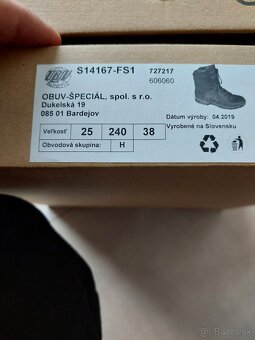 S14167-FS1
727217
606060
OBUV-ŠPECIÁL, spol. s r.o.
Dukelská 19
085 01 Bardejov
Dátum výroby: 04.2019
Vyrobené na Slovensku
Veľkosť 25 240 38
Obvodová skupina: H
Bazos.sk